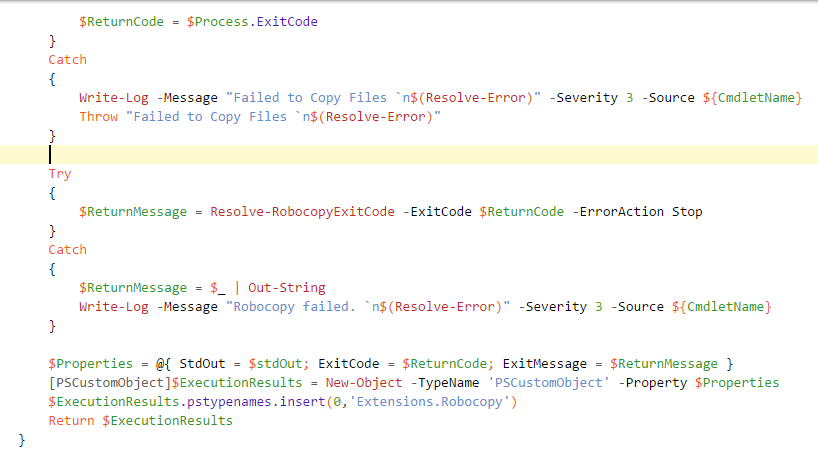 $ReturnCode = $Process.ExitCode
}
Catch
{
Write-Log -Message "Failed to Copy Files `n$(Resolve-Error)" -Severity 3 -Source ${CmdletName}
Throw "Failed to Copy Files `n$(Resolve-Error)"
}
Try
{
$ReturnMessage = Resolve-RobocopyExitCode -ExitCode $ReturnCode -ErrorAction Stop
}
Catch
{
$ReturnMessage = $_ | Out-String
Write-Log -Message "Robocopy failed. `n$(Resolve-Error)" -Severity 3 -Source ${CmdletName}
}
$Properties = @{ StdOut = $stdOut; ExitCode = $ReturnCode; ExitMessage = $ReturnMessage }
[PSCustomObject]$ExecutionResults = New-Object -TypeName 'PSCustomObject' -Property $Properties
$ExecutionResults.pstypenames.insert(0,'Extensions.Robocopy')
Return $ExecutionResults
}